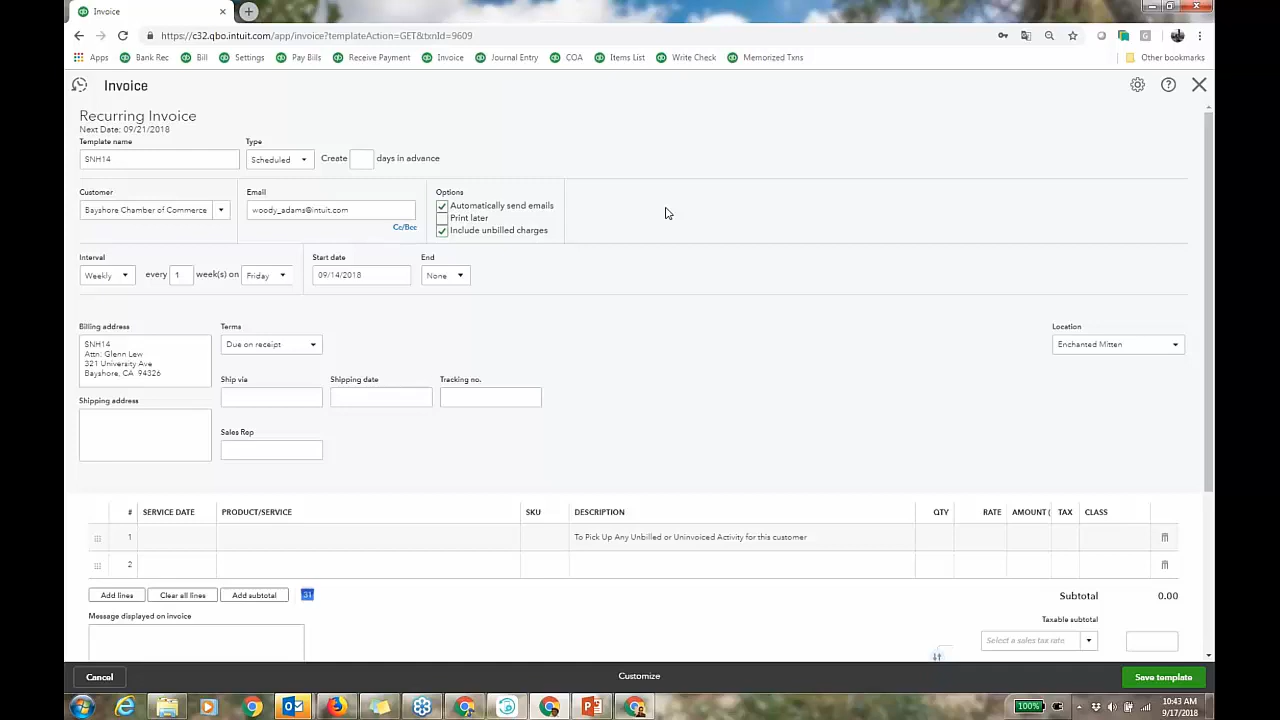 Invoice
https://c32.qbo.intuit.com/app/invoice?templateAction=GET&txnId=9609
Apps Bank Rec Bill Settings Pay Bills Receive Payment Invoice Journal Entry COA Items List Write Check Memorized Txns Other bookmarks
Invoice
Recurring Invoice
Next Date: 09/21/2018
Template name Type
SNH14 Scheduled Create days in advance
Customer Email Options
Bayshore Chamber of Commerce woody_adams@intuit.com Automatically send emails
Print later
Cc/Bcc Include unbilled charges
Interval Start date End
Weekly every 1 week(s) on Friday 09/14/2018 None
Billing address Terms Location
SNH14 Due on receipt Enchanted Mitten
Attn: Glenn Lew
321 University Ave
Bayshore, CA 94326
Ship via Shipping date Tracking no.
Shipping address
Sales Rep
# SERVICE DATE PRODUCT/SERVICE SKU DESCRIPTION QTY RATE AMOUNT ( TAX CLASS
1 To Pick Up Any Unbilled or Uninvoiced Activity for this customer
2
Add lines Clear all lines Add subtotal 31 Subtotal 0.00
Message displayed on invoice Taxable subtotal
Select a sales tax rate
Cancel Customize Save template
100% 10:43 AM
9/17/2018